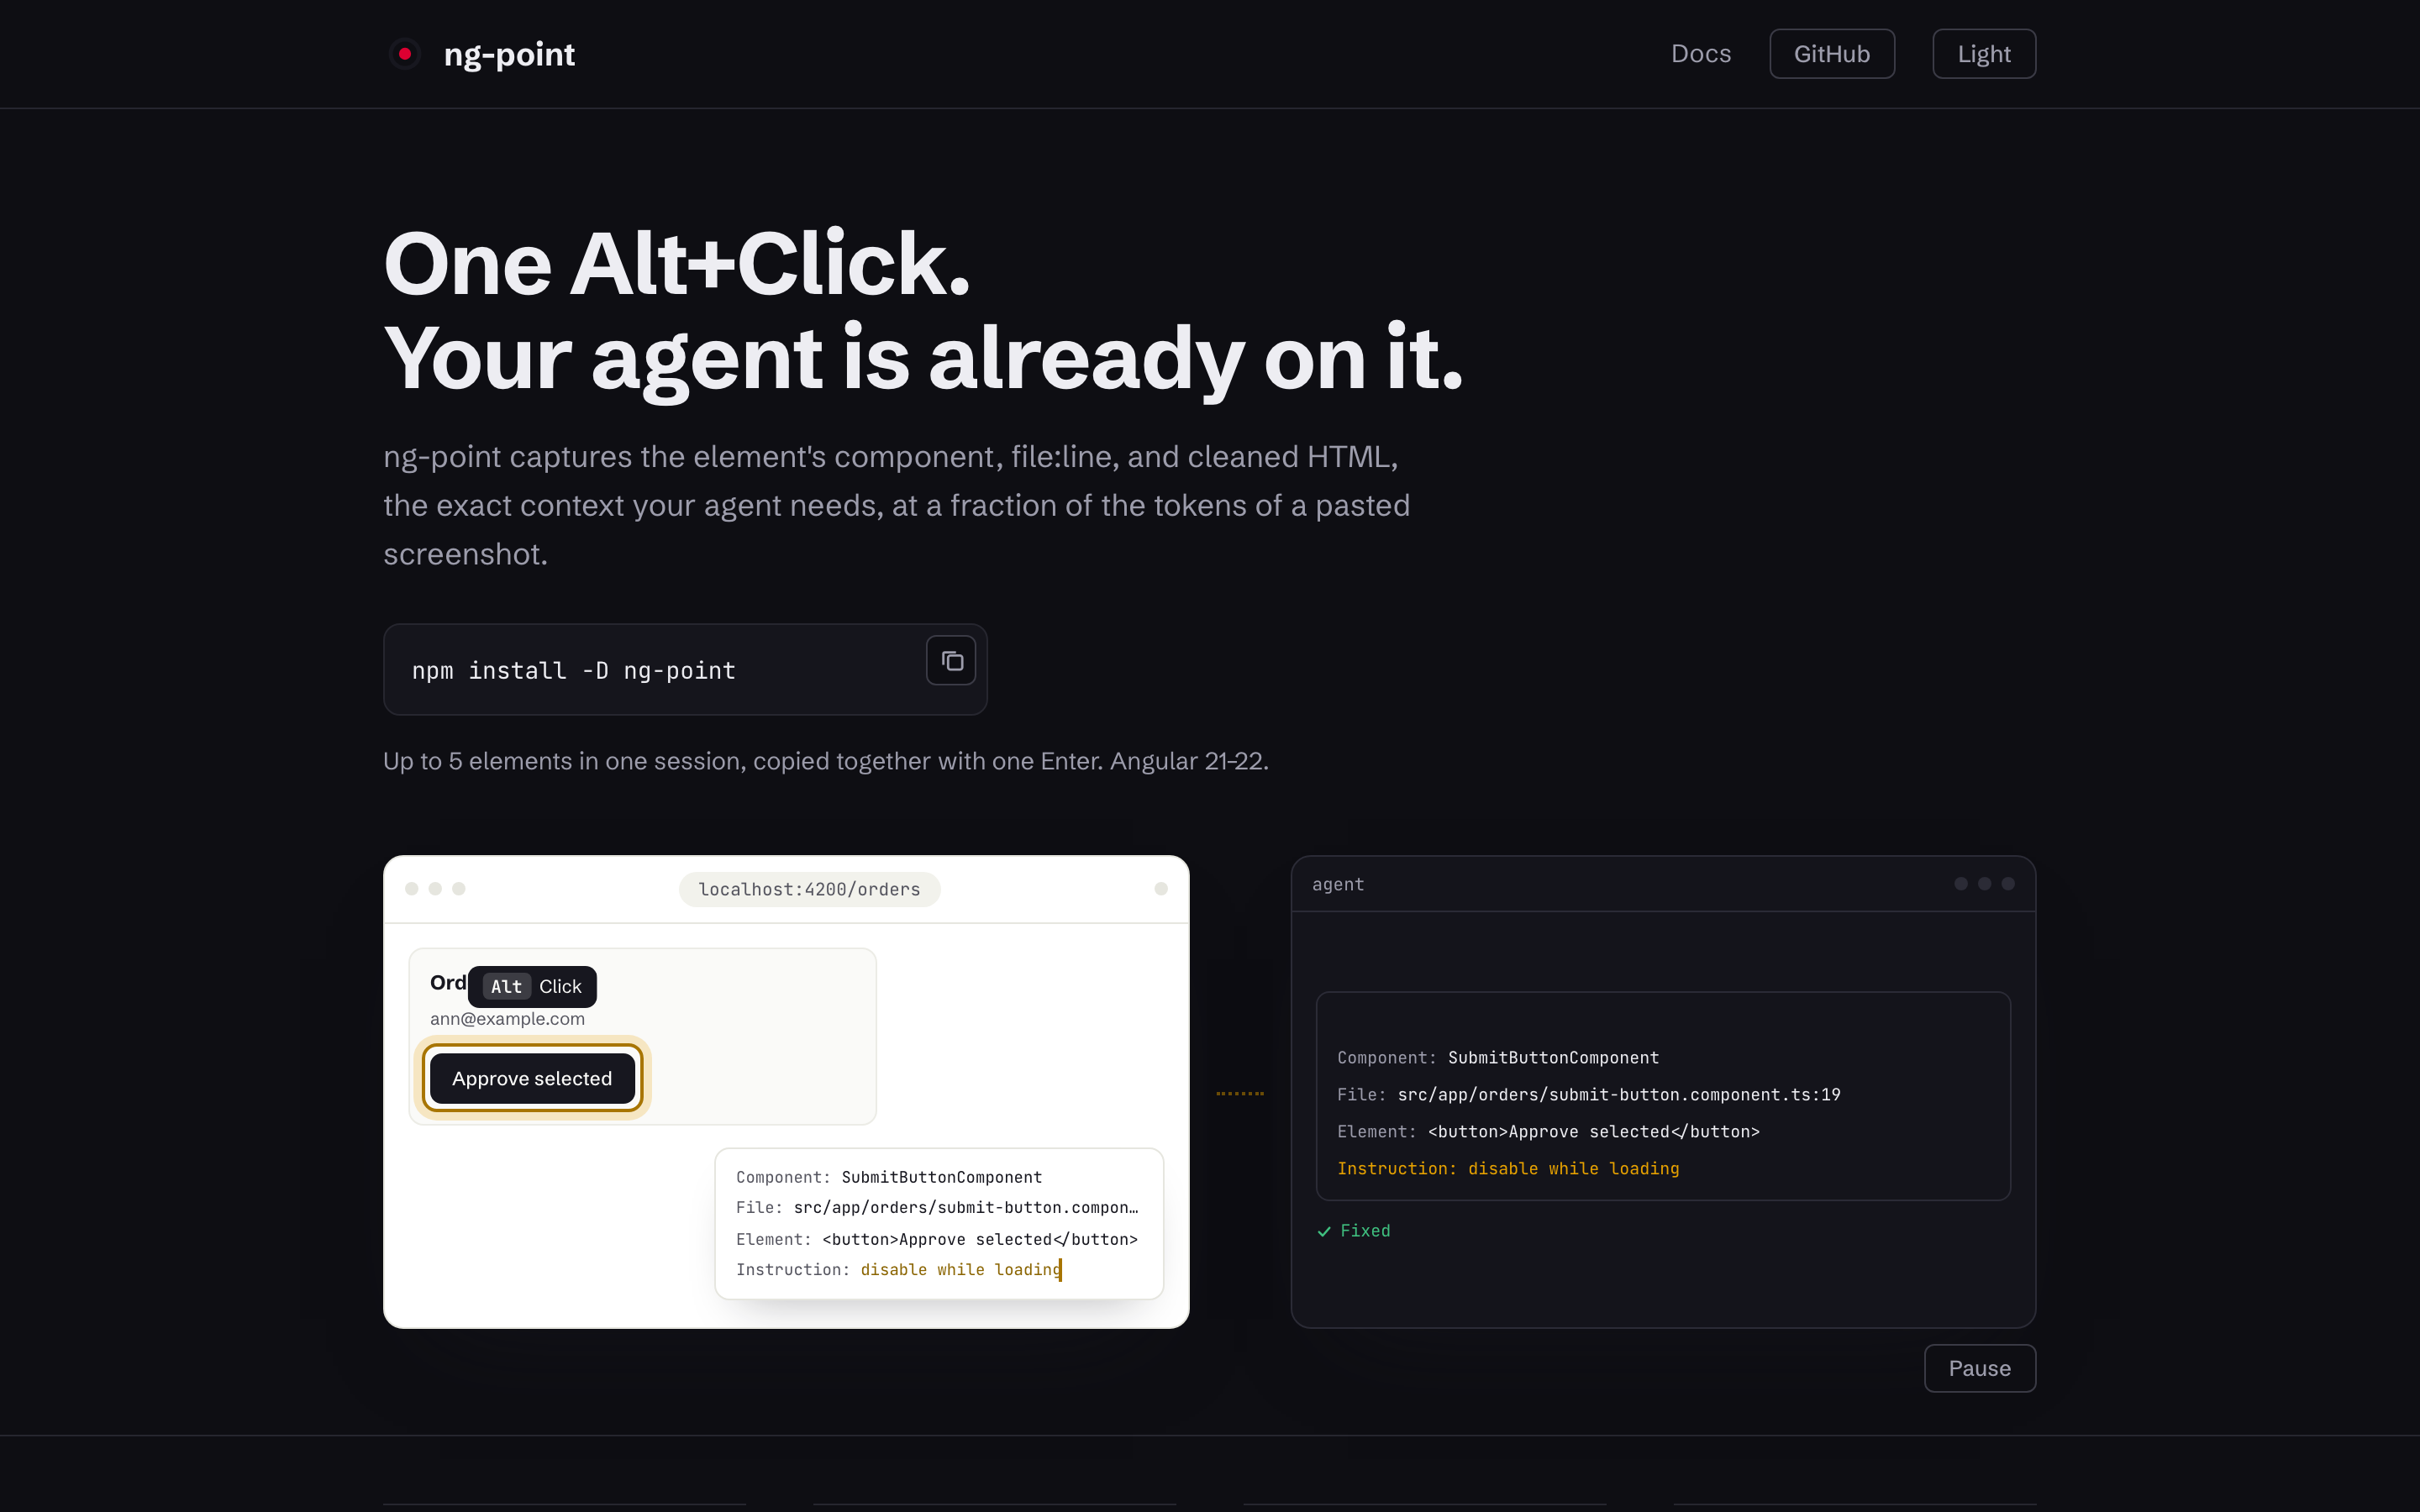 ng-point
Docs
GitHub
Light
One Alt+Click.
Your agent is already on it.
ng-point captures the element's component, file:line, and cleaned HTML,
the exact context your agent needs, at a fraction of the tokens of a pasted
screenshot.
npm install -D ng-point
Up to 5 elements in one session, copied together with one Enter. Angular 21–22.
localhost:4200/orders
Ord
Alt Click
ann@example.com
Approve selected
Component: SubmitButtonComponent
File: src/app/orders/submit-button.compon…
Element: <button>Approve selected</button>
Instruction: disable while loading
agent
Component: SubmitButtonComponent
File: src/app/orders/submit-button.component.ts:19
Element: <button>Approve selected</button>
Instruction: disable while loading
✓ Fixed
Pause